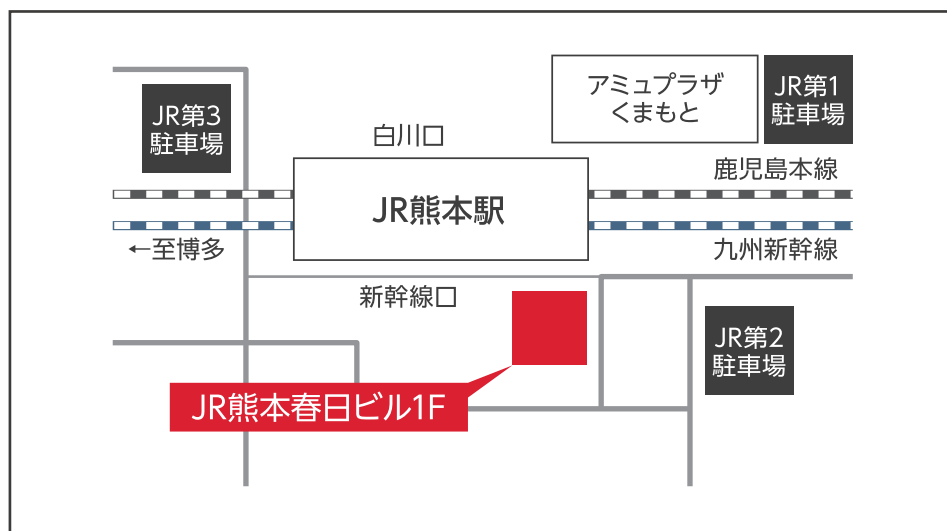 JR第3
駐車場
白川口
アミュプラザ
くまもと
JR第1
駐車場
鹿児島本線
JR熊本駅
←至博多
九州新幹線
新幹線口
JR第2
駐車場
JR熊本春日ビル1F